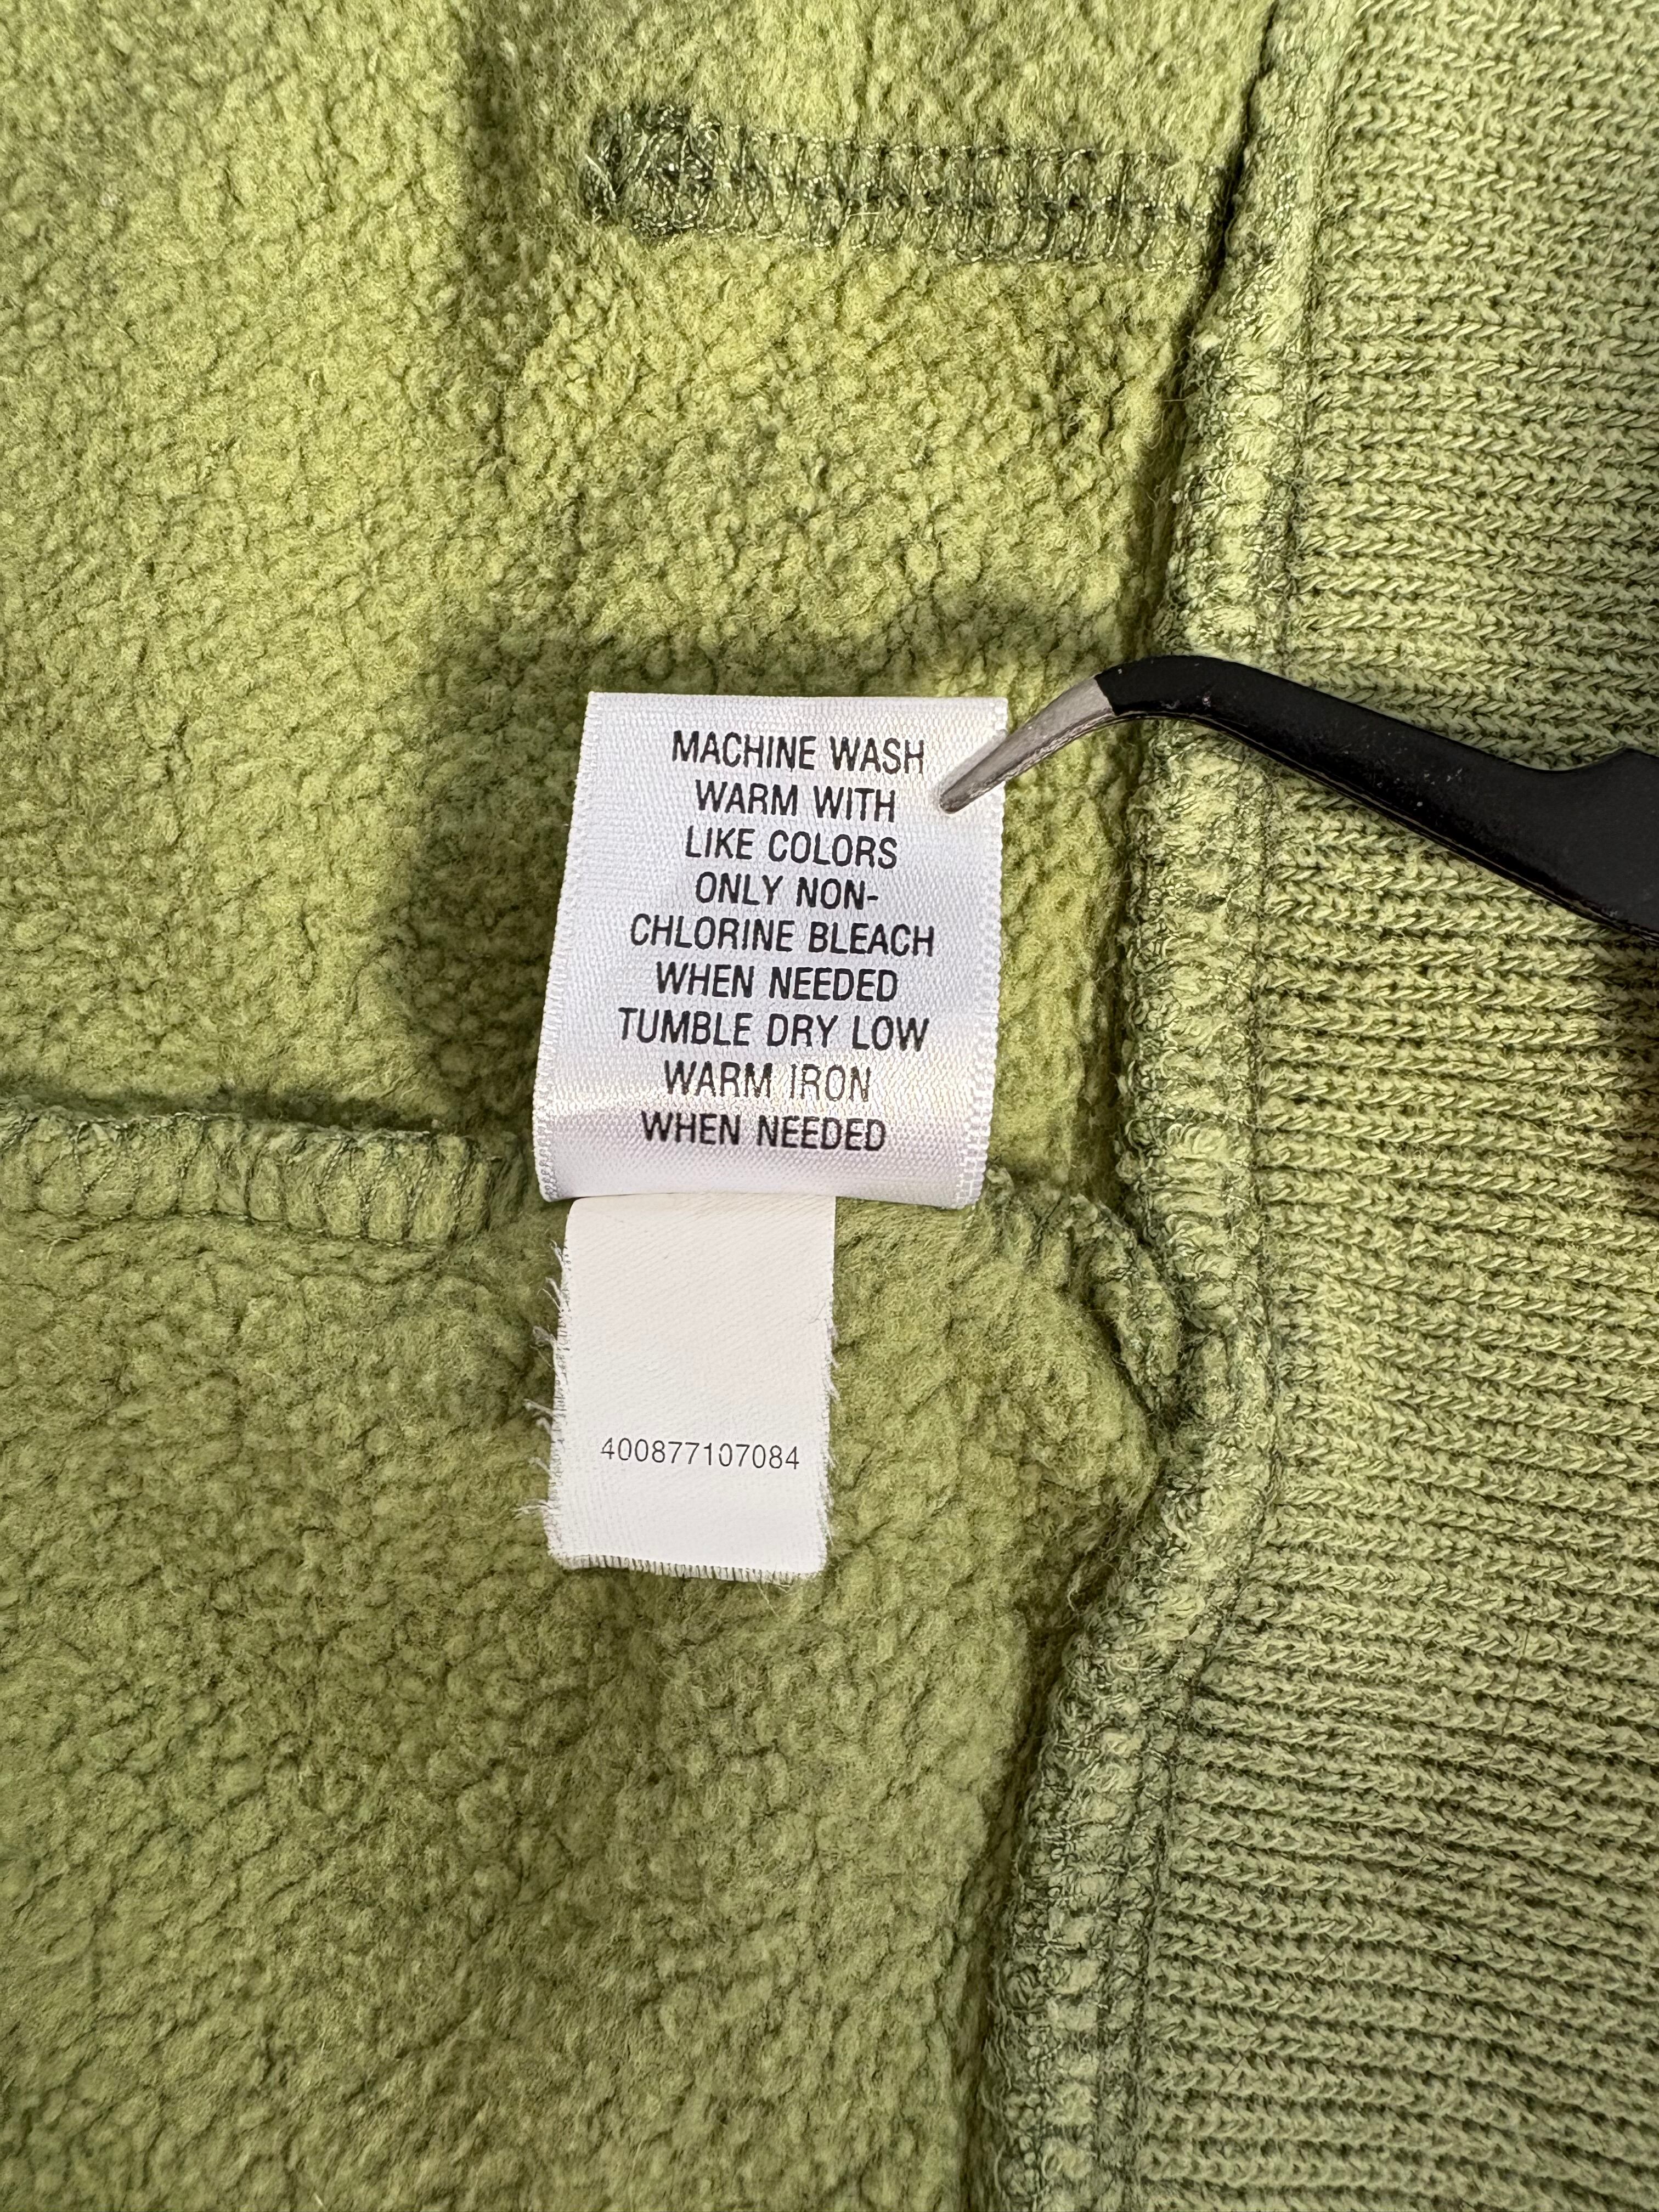 MACHINE WASH
WARM WITH
LIKE COLORS
ONLY NON-
CHLORINE BLEACH
WHEN NEEDED
TUMBLE DRY LOW
WARM IRON
WHEN NEEDED
400877107084